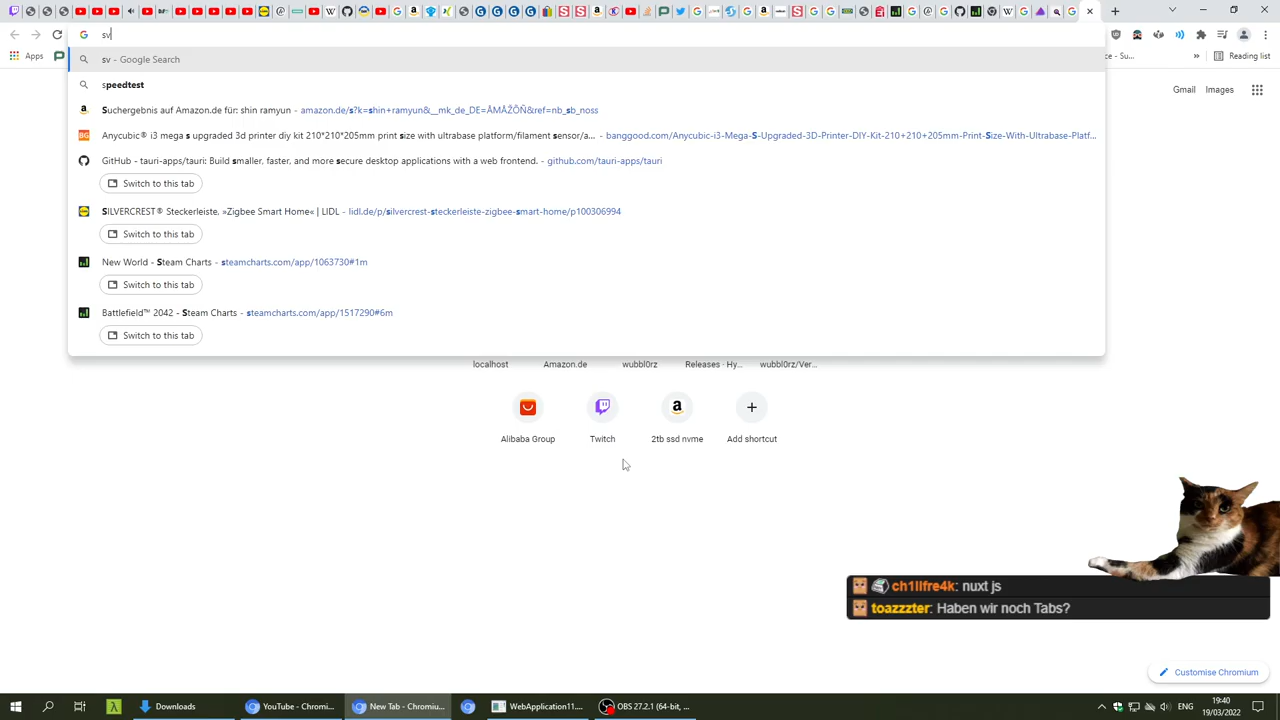 sv
Apps
ce - Su...
»
Reading list
sv - Google Search
speedtest
Suchergebnis auf Amazon.de für: shin ramyun - amazon.de/s?k=shin+ramyun&__mk_de_DE=ÅMÅŽÕÑ&ref=nb_sb_noss
Anycubic® i3 mega s upgraded 3d printer diy kit 210*210*205mm print size with ultrabase platform/filament sensor/a... - banggood.com/Anycubic-i3-Mega-S-Upgraded-3D-Printer-DIY-Kit-210+210+205mm-Print-Size-With-Ultrabase-Platf...
GitHub - tauri-apps/tauri: Build smaller, faster, and more secure desktop applications with a web frontend. - github.com/tauri-apps/tauri
Switch to this tab
SILVERCREST® Steckerleiste, »Zigbee Smart Home« | LIDL - lidl.de/p/silvercrest-steckerleiste-zigbee-smart-home/p100306994
Switch to this tab
New World - Steam Charts - steamcharts.com/app/1063730#1m
Switch to this tab
Battlefield™ 2042 - Steam Charts - steamcharts.com/app/1517290#6m
Switch to this tab
Gmail Images
localhost Amazon.de wubbl0rz Releases · Hy... wubbl0rz/Ver...
Alibaba Group Twitch 2tb ssd nvme Add shortcut
ch1llfre4k: nuxt js
toazzzter: Haben wir noch Tabs?
Customise Chromium
Downloads YouTube - Chromi... New Tab - Chromiu... WebApplication11.... OBS 27.2.1 (64-bit, ...
ENG
19:40
19/03/2022